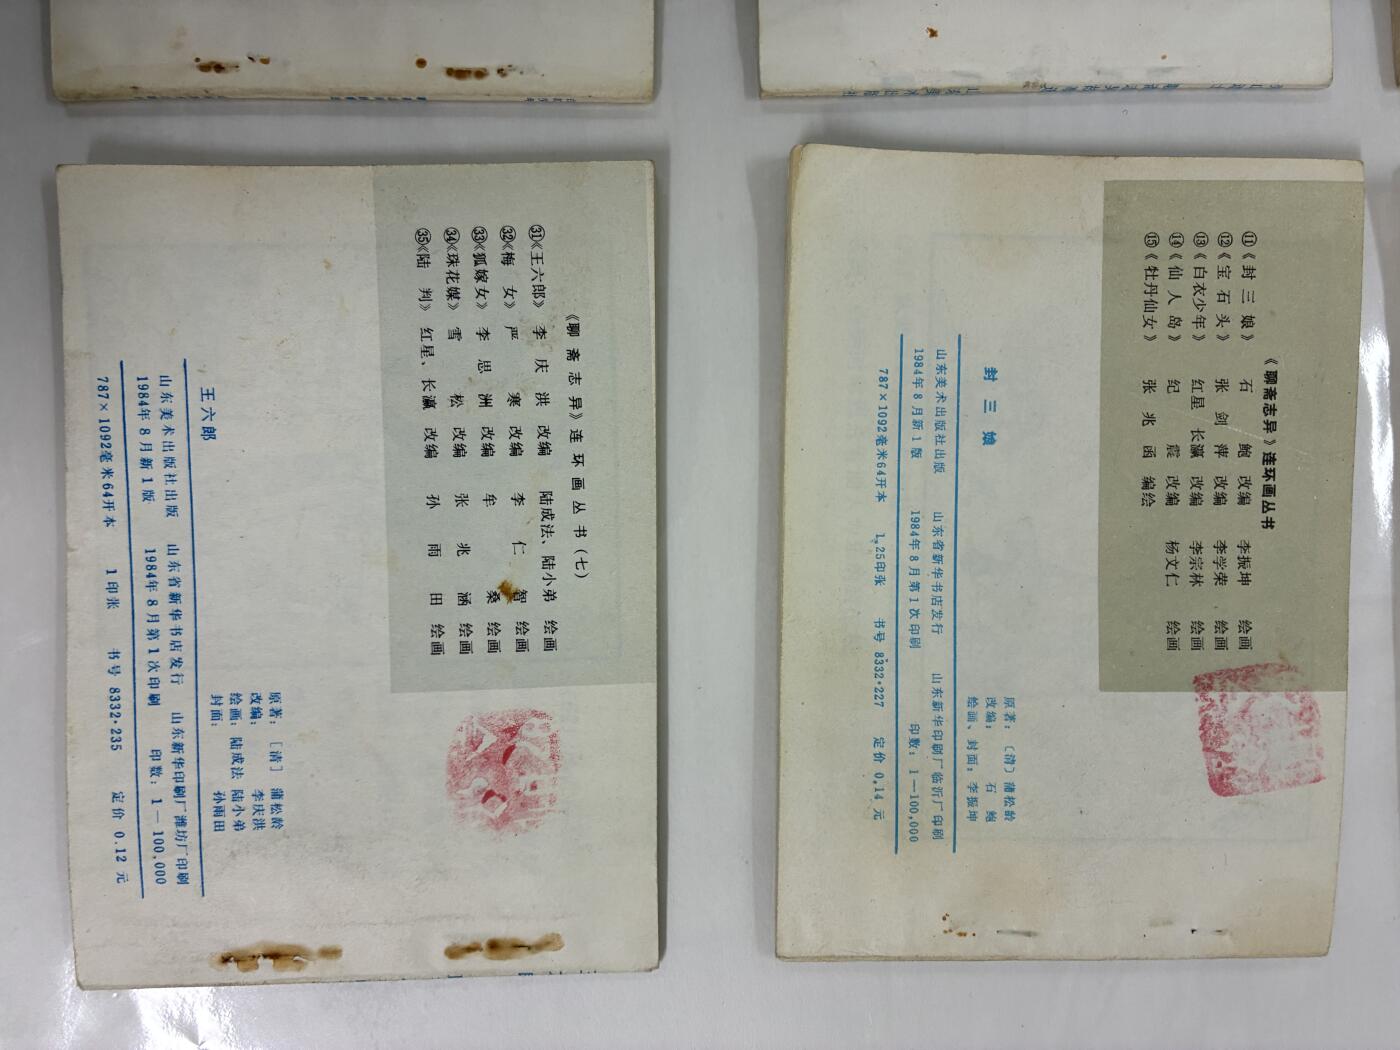 《聊斋志异》连环画丛书(七)
㉛《王六郎》 李庆洪 改编 陆成法、陆小弟 绘画
㉜《梅女》 严寒 改编 李仁智 绘画
㉝《狐嫁女》 李思洲 改编 牟桑 绘画
㉞《珠花媒》 雪松 改编 张兆涵 绘画
㉟《陆判》 红星、长瀛 改编 孙雨田 绘画
原著：〔清〕蒲松龄
改编： 李庆洪
绘画：陆成法 陆小弟
封面： 孙雨田
王六郎
山东美术出版社出版 山东省新华书店发行 山东新华印刷厂潍坊厂印刷
1984年8月新1版 1984年8月第1次印刷 印数：1—100,000
787×1092毫米64开本 1印张 书号 8332·235 定价 0.12 元
《聊斋志异》连环画丛书
⑪《封三娘》 石鲍 改编 李振坤 绘画
⑫《宝石头》 张剑萍 改编 李学荣 绘画
⑬《白衣少年》 红星 长瀛 改编 李宗林 绘画
⑭《仙人岛》 纪震 改编 杨文仁 绘画
⑮《牡丹仙女》 张兆函 编绘
原著：〔清〕蒲松龄
改编： 石鲍
绘画、封面：李振坤
封三娘
山东美术出版社出版 山东省新华书店发行 山东新华印刷厂临沂厂印刷
1984年8月新1版 1984年8月第1次印刷 印数：1—100,000
787×1092毫米64开本 1.25印张 书号 8332·227 定价 0.14 元